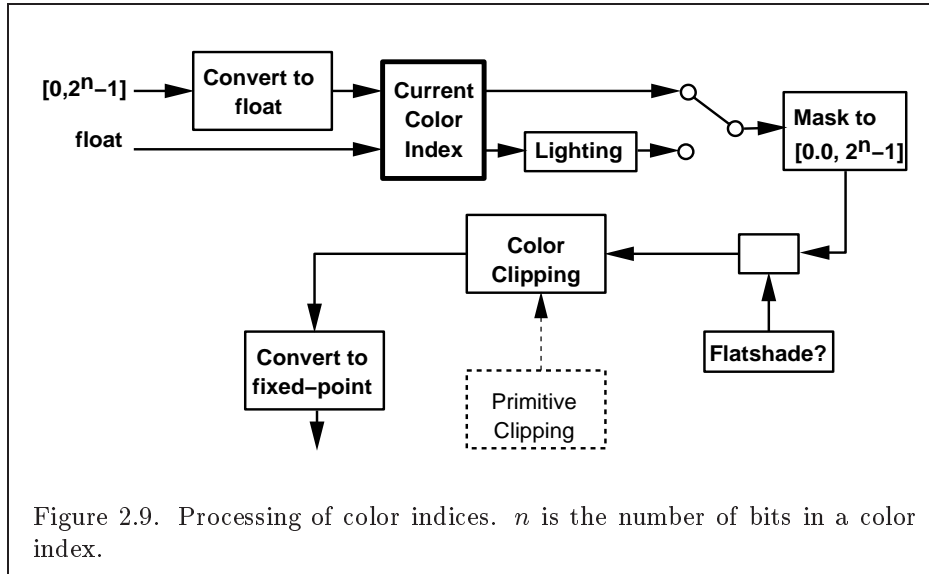 [0,2ⁿ–1]
Convert to
float
float
Current
Color
Index
Lighting
Mask to
[0.0, 2ⁿ–1]
Color
Clipping
Flatshade?
Convert to
fixed–point
Primitive
Clipping
Figure 2.9. Processing of color indices. n is the number of bits in a color
index.